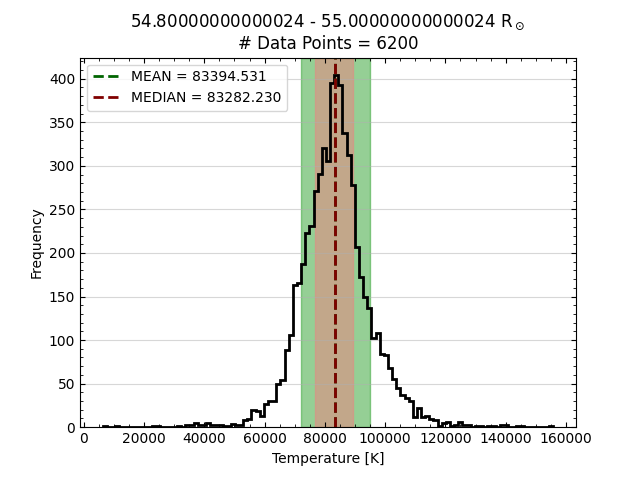 54.80000000000024 - 55.00000000000024 R☉
# Data Points = 6200
MEAN = 83394.531
MEDIAN = 83282.230
Frequency
400
350
300
250
200
150
100
50
0
0 20000 40000 60000 80000 100000 120000 140000 160000
Temperature [K]